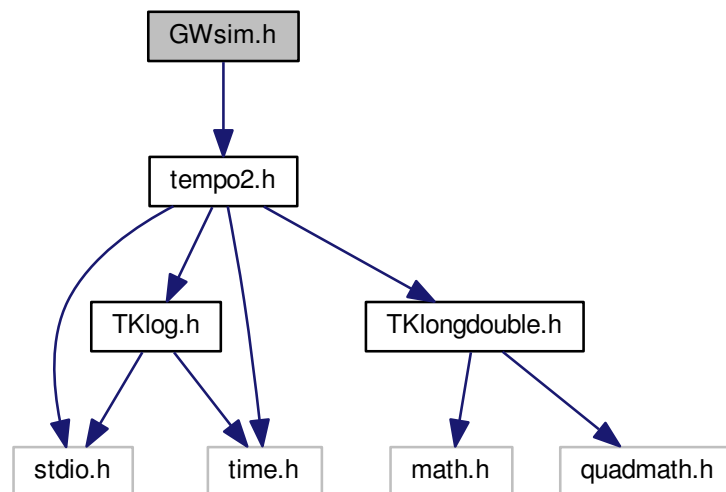 GWsim.h
tempo2.h
TKlog.h
TKlongdouble.h
stdio.h
time.h
math.h
quadmath.h